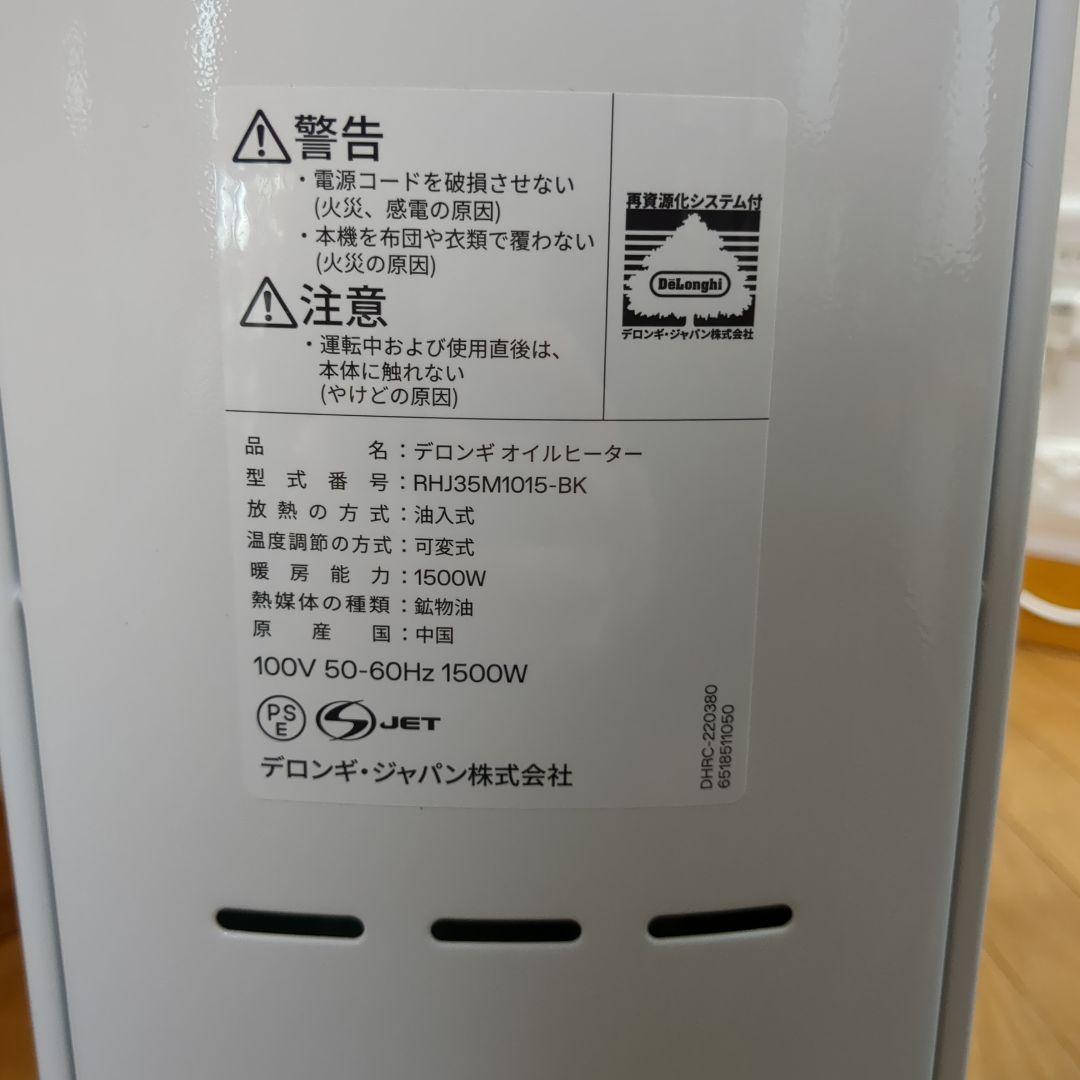 警告
・電源コードを破損させない
(火災、感電の原因)
・本機を布団や衣類で覆わない
(火災の原因)
注意
・運転中および使用直後は、
本体に触れない
(やけどの原因)
再資源化システム付
DeLonghi
デロンギ・ジャパン株式会社
品名：デロンギ オイルヒーター
型式番号：RHJ35M1015-BK
放熱の方式：油入式
温度調節の方式：可変式
暖房能力：1500W
熱媒体の種類：鉱物油
原産国：中国
100V 50-60Hz 1500W
PSE JET
デロンギ・ジャパン株式会社
DHRC-220380
6518511050